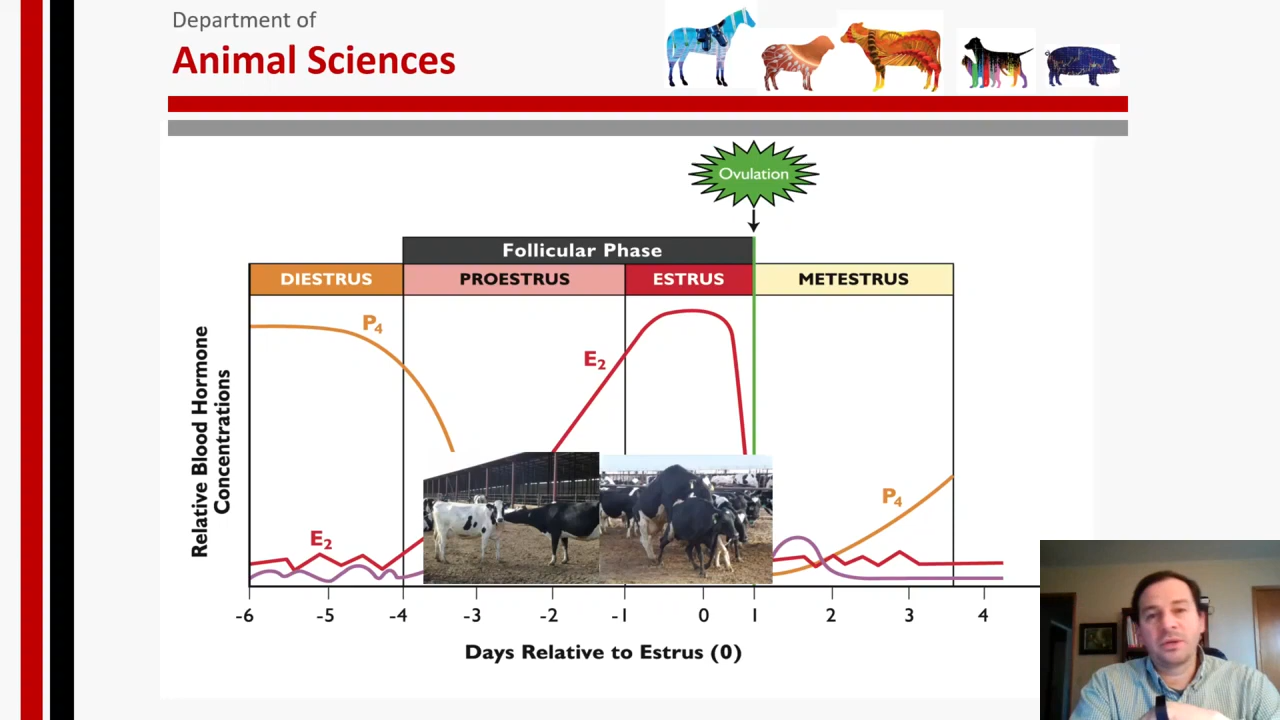 Department of
Animal Sciences
Ovulation
Follicular Phase
DIESTRUS
PROESTRUS
ESTRUS
METESTRUS
P4
E2
E2
P4
Relative Blood Hormone
Concentrations
-6
-5
-4
-3
-2
-1
0
1
2
3
4
Days Relative to Estrus (0)